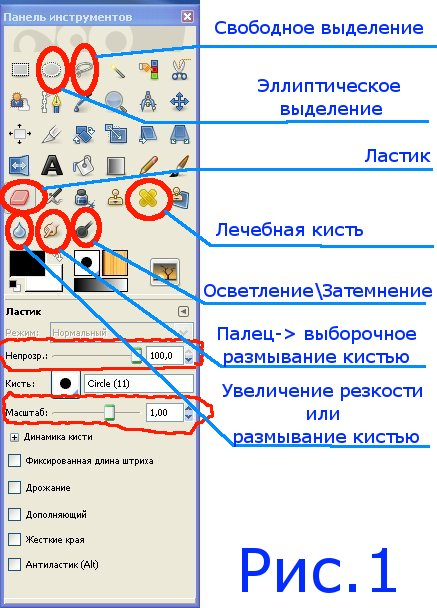 Панель инструментов
Свободное выделение
Эллиптическое
выделение
Ластик
Лечебная кисть
Осветление\Затемнение
Палец-> выборочное
размывание кистью
Увеличение резкости
или
размывание кистью
Ластик
Режим: Нормальный
Непрозр.: 100,0
Кисть: Circle (11)
Масштаб: 1,00
Динамика кисти
Фиксированная длина штриха
Дрожание
Дополняющий
Жесткие края
Антиластик (Alt)
Рис.1